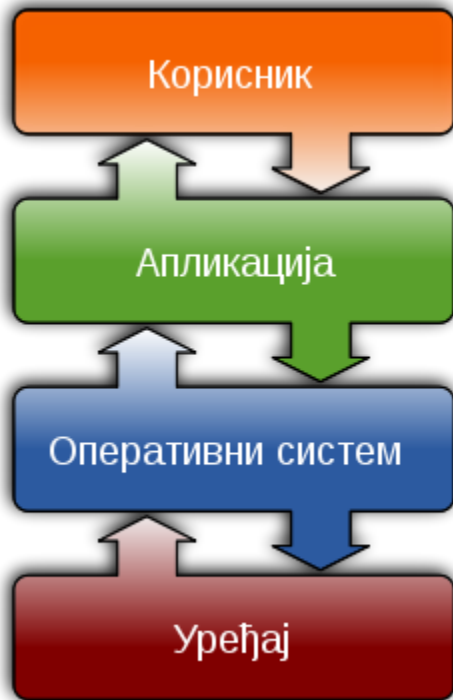 Корисник
Апликација
Оперативни систем
Уређај